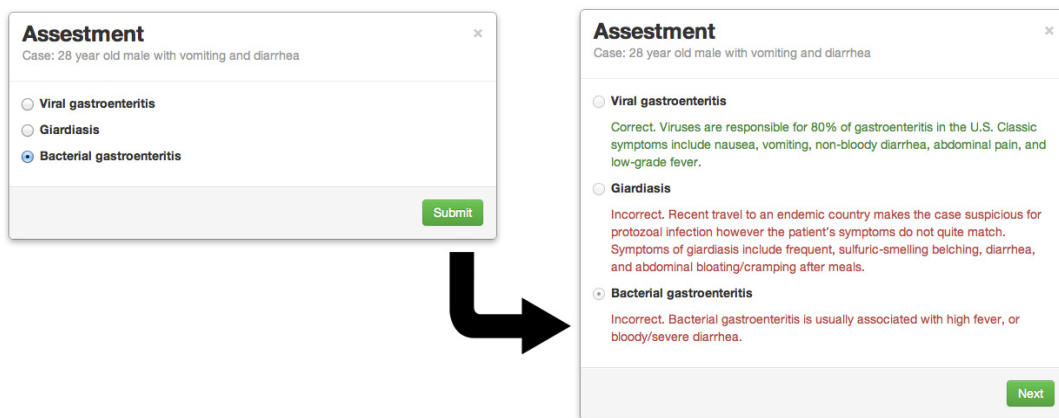 Assestment
×
Case: 28 year old male with vomiting and diarrhea
Viral gastroenteritis
Giardiasis
Bacterial gastroenteritis
Submit
Assestment
×
Case: 28 year old male with vomiting and diarrhea
Viral gastroenteritis
Correct. Viruses are responsible for 80% of gastroenteritis in the U.S. Classic
symptoms include nausea, vomiting, non-bloody diarrhea, abdominal pain, and
low-grade fever.
Giardiasis
Incorrect. Recent travel to an endemic country makes the case suspicious for
protozoal infection however the patient's symptoms do not quite match.
Symptoms of giardiasis include frequent, sulfuric-smelling belching, diarrhea,
and abdominal bloating/cramping after meals.
Bacterial gastroenteritis
Incorrect. Bacterial gastroenteritis is usually associated with high fever, or
bloody/severe diarrhea.
Next